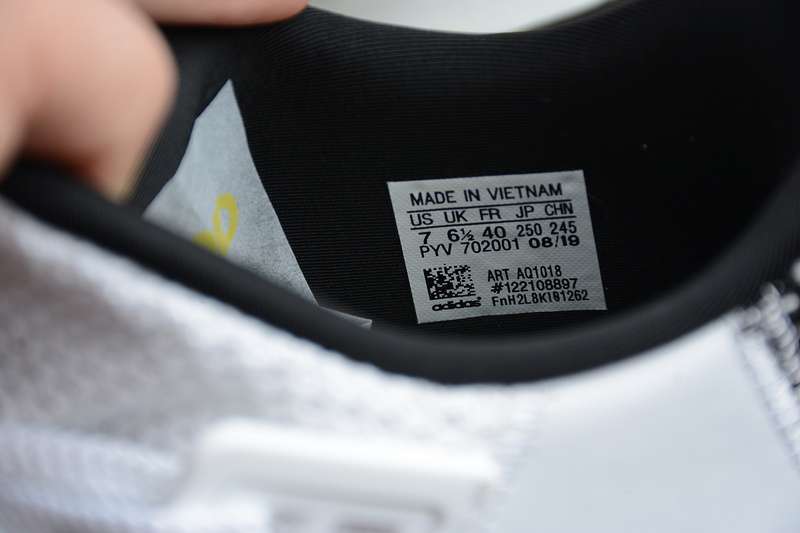 MADE IN VIETNAM
US UK FR JP CHN
7 6½ 40 250 245
PYV 702001 08/19
ART AQ1018
#122108897
adidas FnH2L8KI81262